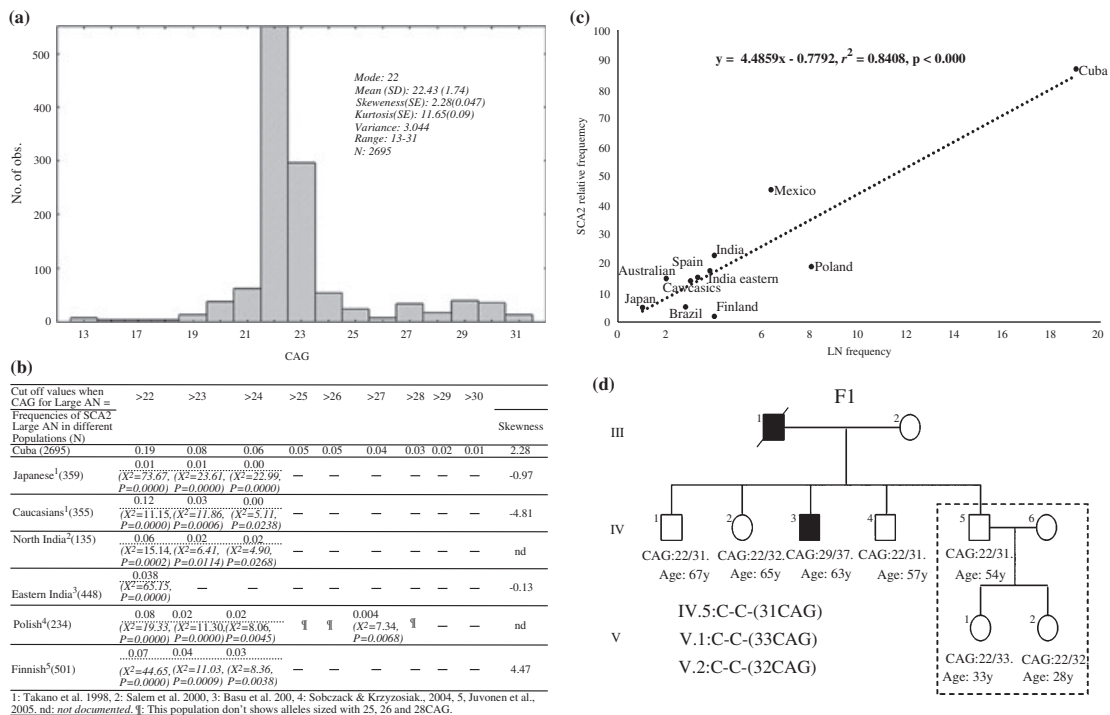 (a)
500
400
300
200
100
0
No. of obs.
Mode: 22
Mean (SD): 22.43 (1.74)
Skeweness(SE): 2.28(0.047)
Kurtosis(SE): 11.65(0.09)
Variance: 3.044
Range: 13-31
N: 2695
13 15 17 19 21 23 25 27 29 31
CAG
(b)
Cut off values when CAG for Large AN = >22 >23 >24 >25 >26 >27 >28 >29 >30
Frequencies of SCA2 Large AN in different Populations (N) Skewness
Cuba (2695) 0.19 0.08 0.06 0.05 0.05 0.04 0.03 0.02 0.01 2.28
0.01 0.01 0.00
Japanese1(359) (X2=73.67, (X2=23.61, (X2=22.99, — — — — — — -0.97
P=0.0000) P=0.0000) P=0.0000)
0.12 0.03 0.00
Caucasians1(355) (X2=11.15, (X2=11.86, (X2=5.11, — — — — — — -4.81
P=0.0000) P=0.0006) P=0.0238)
North India2(135) 0.06 0.02 0.02
(X2=15.14, (X2=6.41, (X2=4.90, — — — — — — nd
P=0.0002) P=0.0114) P=0.0268)
0.038
(X2=65.15, — — — — — — — — -0.13
Eastern India3(448) P=0.0000)
0.08 0.02 0.02 0.004
Polish4(234) (X2=19.33, (X2=11.30, (X2=8.06, ¶ ¶ (X2=7.34, ¶ — — nd
P=0.0000) P=0.0000) P=0.0045) P=0.0068)
0.07 0.04 0.03
Finnish5(501) (X2=44.65, (X2=11.03, (X2=8.36, — — — — — — 4.47
P=0.0000) P=0.0009) P=0.0038)
1: Takano et al. 1998, 2: Salem et al. 2000, 3: Basu et al. 200, 4: Sobczack & Krzyzosiak., 2004, 5, Juvonen et al.,
2005. nd: not documented. ¶: This population don't shows alleles sized with 25, 26 and 28CAG.
(c)
100
90
80
70
60
50
40
30
20
10
0
SCA2 relative frequemcy
y = 4.4859x - 0.7792, r2 = 0.8408, p < 0.000
Cuba
Mexico
India
Spain
Poland
Australian
India eastern
Cawcasics
Japan
Brazil
Finland
0 2 4 6 8 10 12 14 16 18 20
LN frequency
(d)
F1
III
1 2
IV
1 2 3 4 5 6
CAG:22/31. CAG:22/32. CAG:29/37. CAG:22/31. CAG:22/31.
Age: 67y Age: 65y Age: 63y Age: 57y Age: 54y
IV.5:C-C-(31CAG)
V
V.1:C-C-(33CAG)
1 2
V.2:C-C-(32CAG)
CAG:22/33. CAG:22/32
Age: 33y Age: 28y